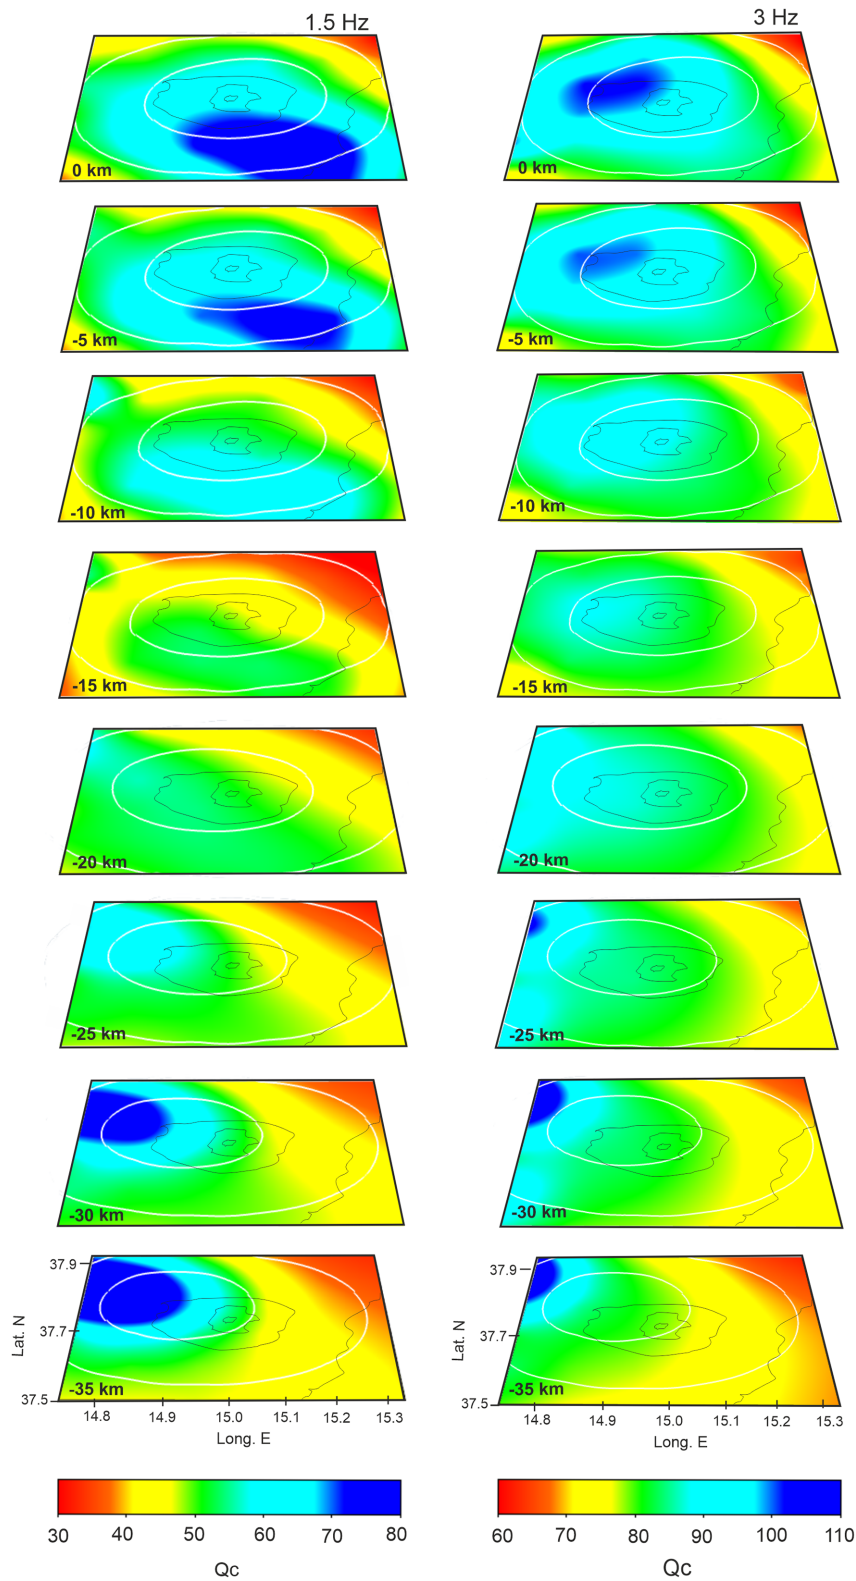 1.5 Hz
3 Hz
0 km
0 km
-5 km
-5 km
-10 km
-10 km
-15 km
-15 km
-20 km
-20 km
-25 km
-25 km
-30 km
-30 km
37.9
37.7
37.5
Lat. N
-35 km
14.8 14.9 15.0 15.1 15.2 15.3
Long. E
37.9
37.7
37.5
Lat. N
-35 km
14.8 14.9 15.0 15.1 15.2 15.3
Long. E
30 40 50 60 70 80
Qc
60 70 80 90 100 110
Qc